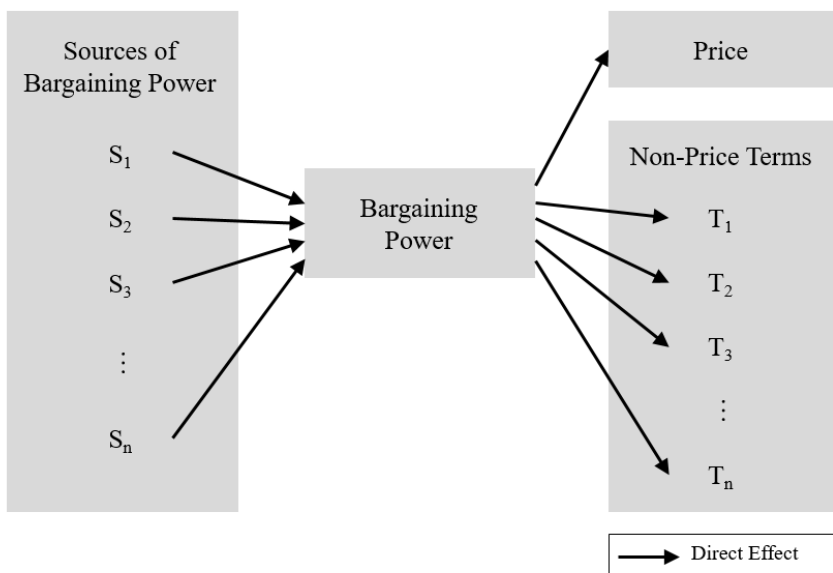 Sources of
Bargaining Power
S₁
S₂
S₃
⋮
Sₙ
Bargaining
Power
Price
Non-Price Terms
T₁
T₂
T₃
⋮
Tₙ
Direct Effect